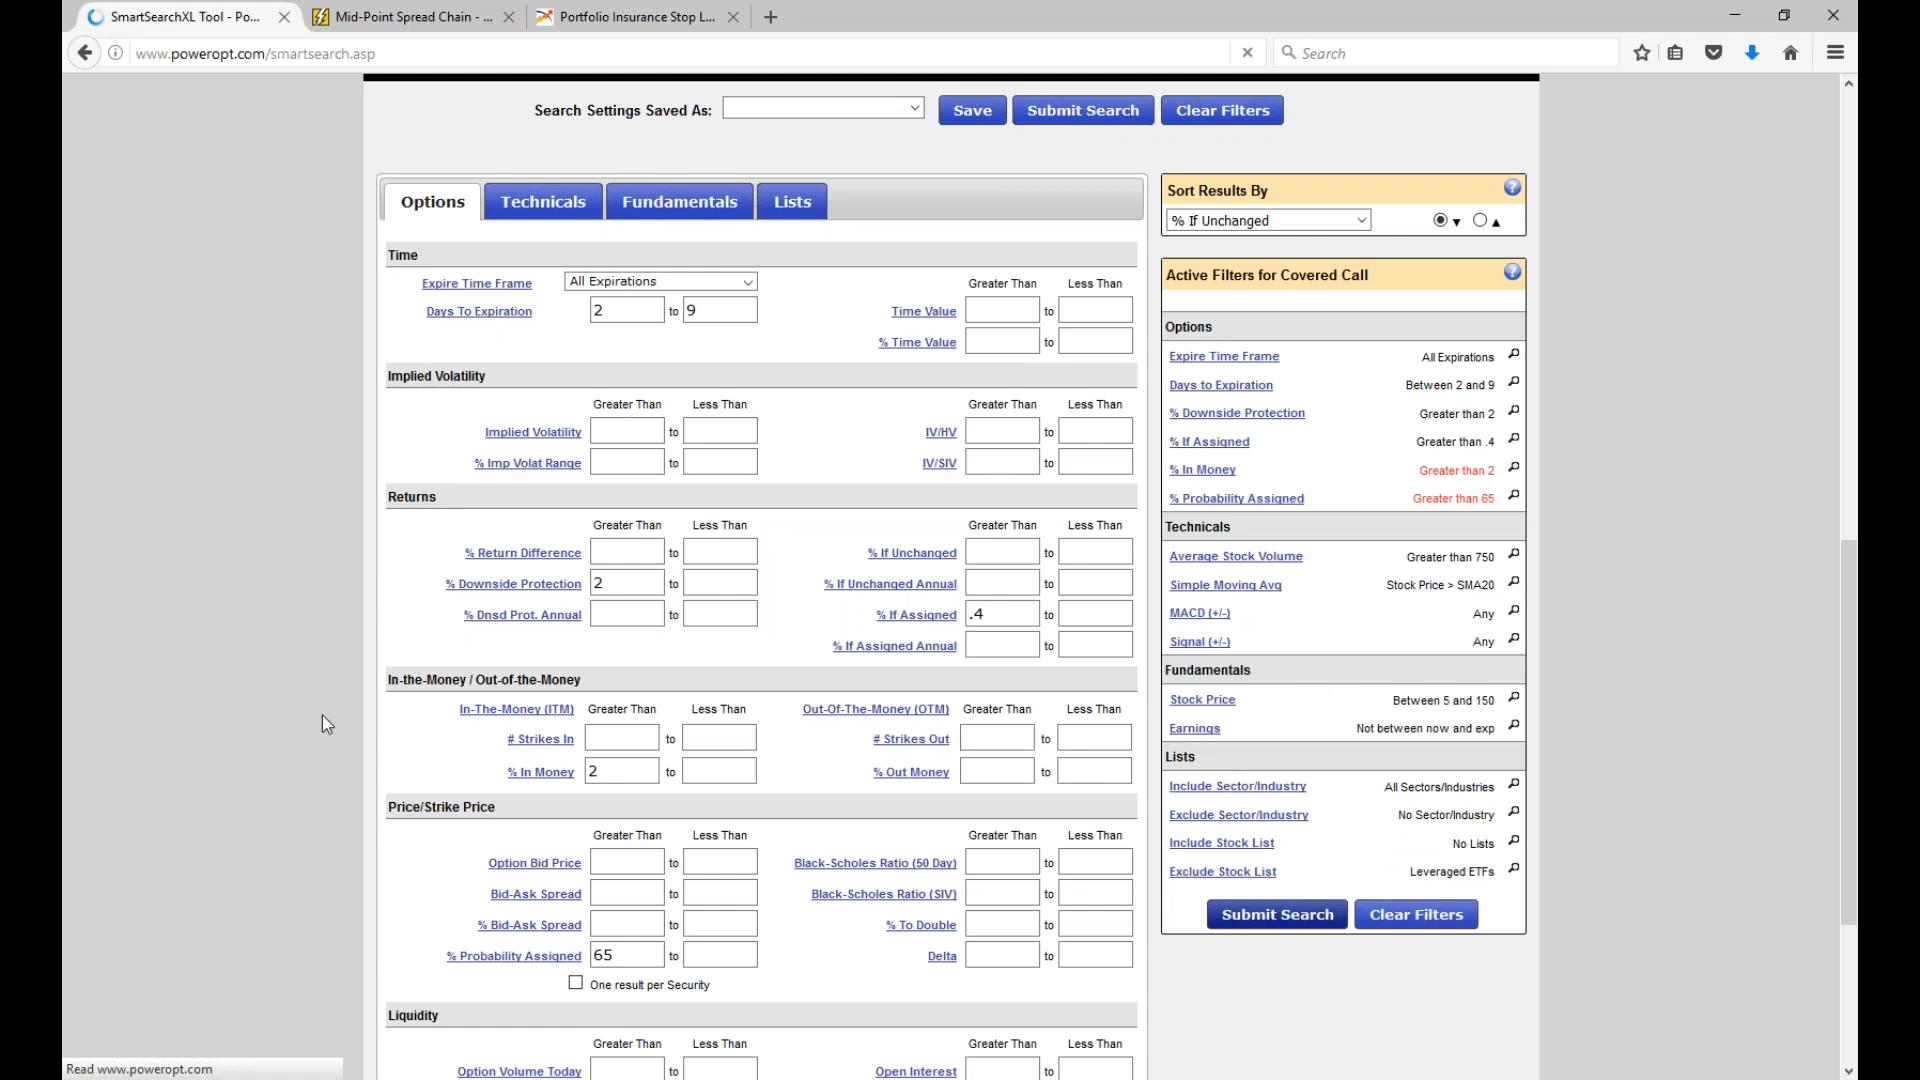 SmartSearchXL Tool - Po...
Mid-Point Spread Chain - ...
Portfolio Insurance Stop L...
www.poweropt.com/smartsearch.asp
Search
Search Settings Saved As:
Save
Submit Search
Clear Filters
Options
Technicals
Fundamentals
Lists
Time
Expire Time Frame All Expirations Greater Than Less Than
Days To Expiration 2 to 9 Time Value to
% Time Value to
Implied Volatility
Greater Than Less Than Greater Than Less Than
Implied Volatility to IV/HV to
% Imp Volat Range to IV/SIV to
Returns
Greater Than Less Than Greater Than Less Than
% Return Difference to % If Unchanged to
% Downside Protection 2 to % If Unchanged Annual to
% Dnsd Prot. Annual to % If Assigned .4 to
% If Assigned Annual to
In-the-Money / Out-of-the-Money
In-The-Money (ITM) Greater Than Less Than Out-Of-The-Money (OTM) Greater Than Less Than
# Strikes In to # Strikes Out to
% In Money 2 to % Out Money to
Price/Strike Price
Greater Than Less Than Greater Than Less Than
Option Bid Price to Black-Scholes Ratio (50 Day) to
Bid-Ask Spread to Black-Scholes Ratio (SIV) to
% Bid-Ask Spread to % To Double to
% Probability Assigned 65 to Delta to
One result per Security
Liquidity
Greater Than Less Than Greater Than Less Than
Option Volume Today to Open Interest to
Sort Results By
% If Unchanged
Active Filters for Covered Call
Options
Expire Time Frame All Expirations
Days to Expiration Between 2 and 9
% Downside Protection Greater than 2
% If Assigned Greater than .4
% In Money Greater than 2
% Probability Assigned Greater than 65
Technicals
Average Stock Volume Greater than 750
Simple Moving Avg Stock Price > SMA20
MACD (+/-) Any
Signal (+/-) Any
Fundamentals
Stock Price Between 5 and 150
Earnings Not between now and exp
Lists
Include Sector/Industry All Sectors/Industries
Exclude Sector/Industry No Sector/Industry
Include Stock List No Lists
Exclude Stock List Leveraged ETFs
Submit Search
Clear Filters
Read www.poweropt.com